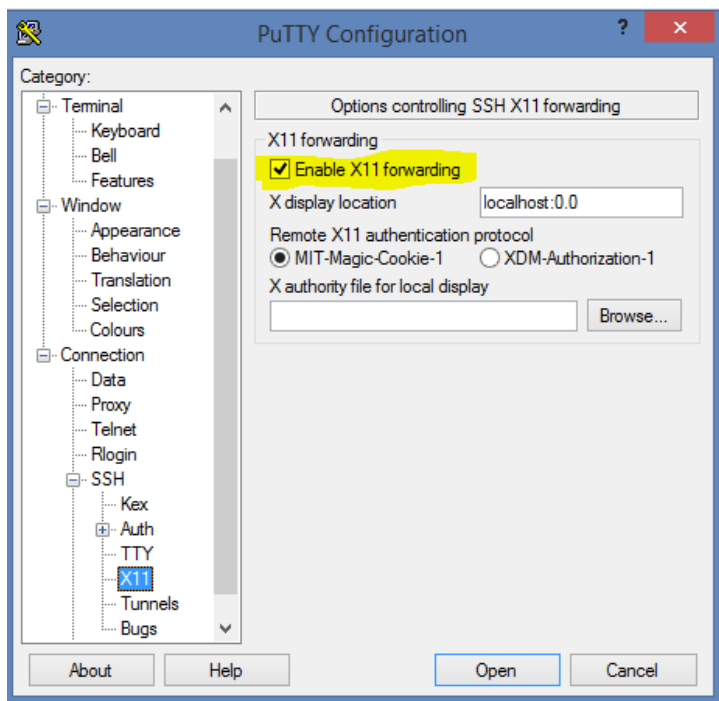 PuTTY Configuration
?
Category:
Terminal
Keyboard
Bell
Features
Window
Appearance
Behaviour
Translation
Selection
Colours
Connection
Data
Proxy
Telnet
Rlogin
SSH
Kex
Auth
TTY
X11
Tunnels
Bugs
Options controlling SSH X11 forwarding
X11 forwarding
Enable X11 forwarding
X display location localhost:0.0
Remote X11 authentication protocol
MIT-Magic-Cookie-1 XDM-Authorization-1
X authority file for local display
Browse...
About Help Open Cancel